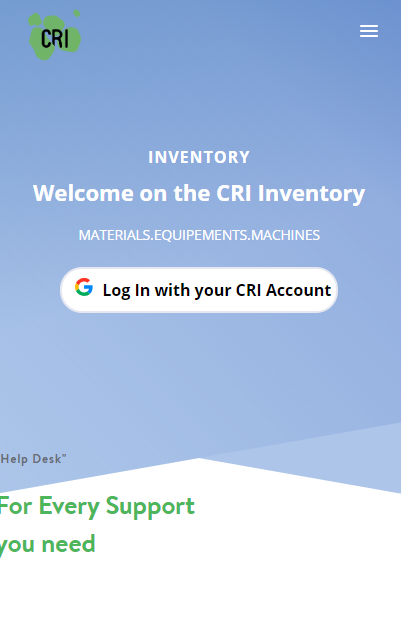 CRI
INVENTORY
Welcome on the CRI Inventory
MATERIALS.EQUIPEMENTS.MACHINES
Log In with your CRI Account
Help Desk"
For Every Support
you need